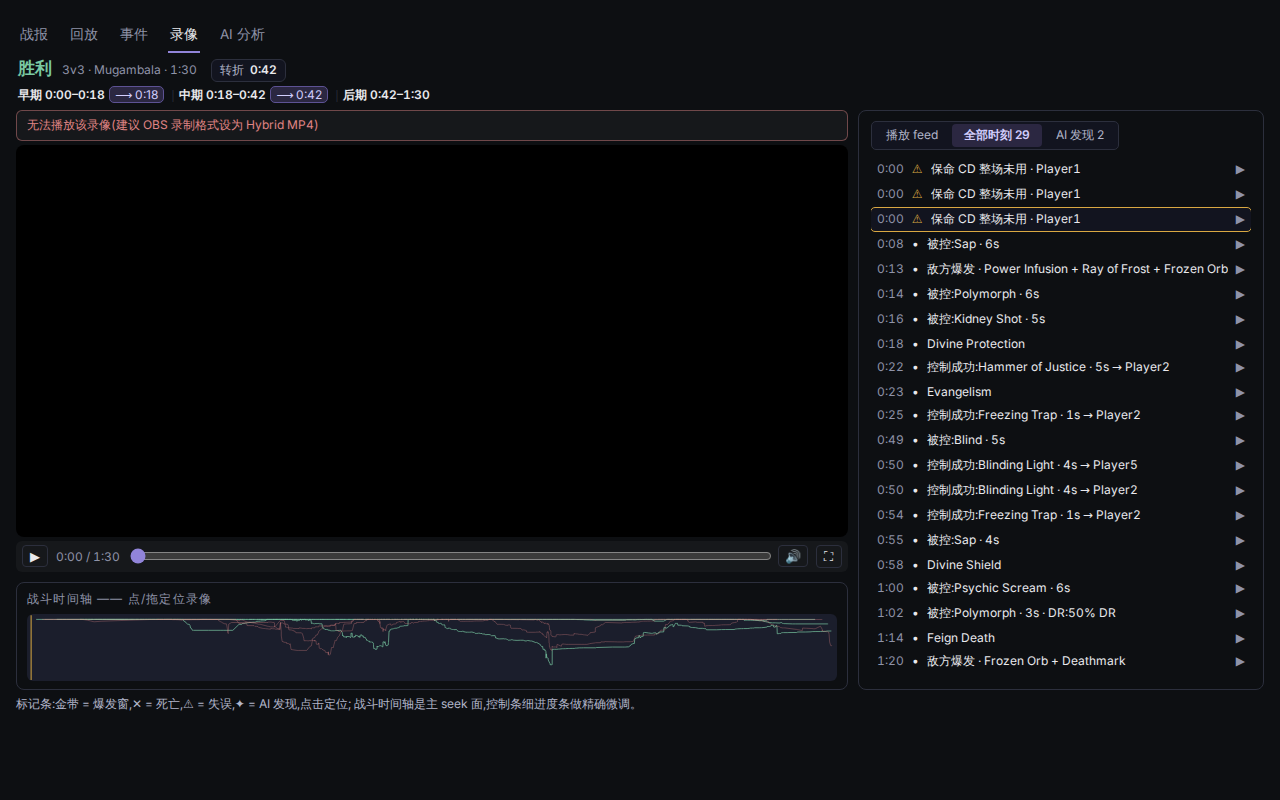 战报 回放 事件 录像 AI 分析
胜利 3v3 · Mugambala · 1:30 转折 0:42
早期 0:00–0:18 ⟶ 0:18 中期 0:18–0:42 ⟶ 0:42 后期 0:42–1:30
无法播放该录像(建议 OBS 录制格式设为 Hybrid MP4)
0:00 / 1:30
战斗时间轴 —— 点/拖定位录像
标记条:金带 = 爆发窗,✕ = 死亡,⚠ = 失误,✦ = AI 发现,点击定位; 战斗时间轴是主 seek 面,控制条细进度条做精确微调。
播放 feed 全部时刻 29 AI 发现 2
0:00 ⚠ 保命 CD 整场未用 · Player1
0:00 ⚠ 保命 CD 整场未用 · Player1
0:00 ⚠ 保命 CD 整场未用 · Player1
0:08 • 被控:Sap · 6s
0:13 • 敌方爆发 · Power Infusion + Ray of Frost + Frozen Orb
0:14 • 被控:Polymorph · 6s
0:16 • 被控:Kidney Shot · 5s
0:18 • Divine Protection
0:22 • 控制成功:Hammer of Justice · 5s → Player2
0:23 • Evangelism
0:25 • 控制成功:Freezing Trap · 1s → Player2
0:49 • 被控:Blind · 5s
0:50 • 控制成功:Blinding Light · 4s → Player5
0:50 • 控制成功:Blinding Light · 4s → Player2
0:54 • 控制成功:Freezing Trap · 1s → Player2
0:55 • 被控:Sap · 4s
0:58 • Divine Shield
1:00 • 被控:Psychic Scream · 6s
1:02 • 被控:Polymorph · 3s · DR:50% DR
1:14 • Feign Death
1:20 • 敌方爆发 · Frozen Orb + Deathmark